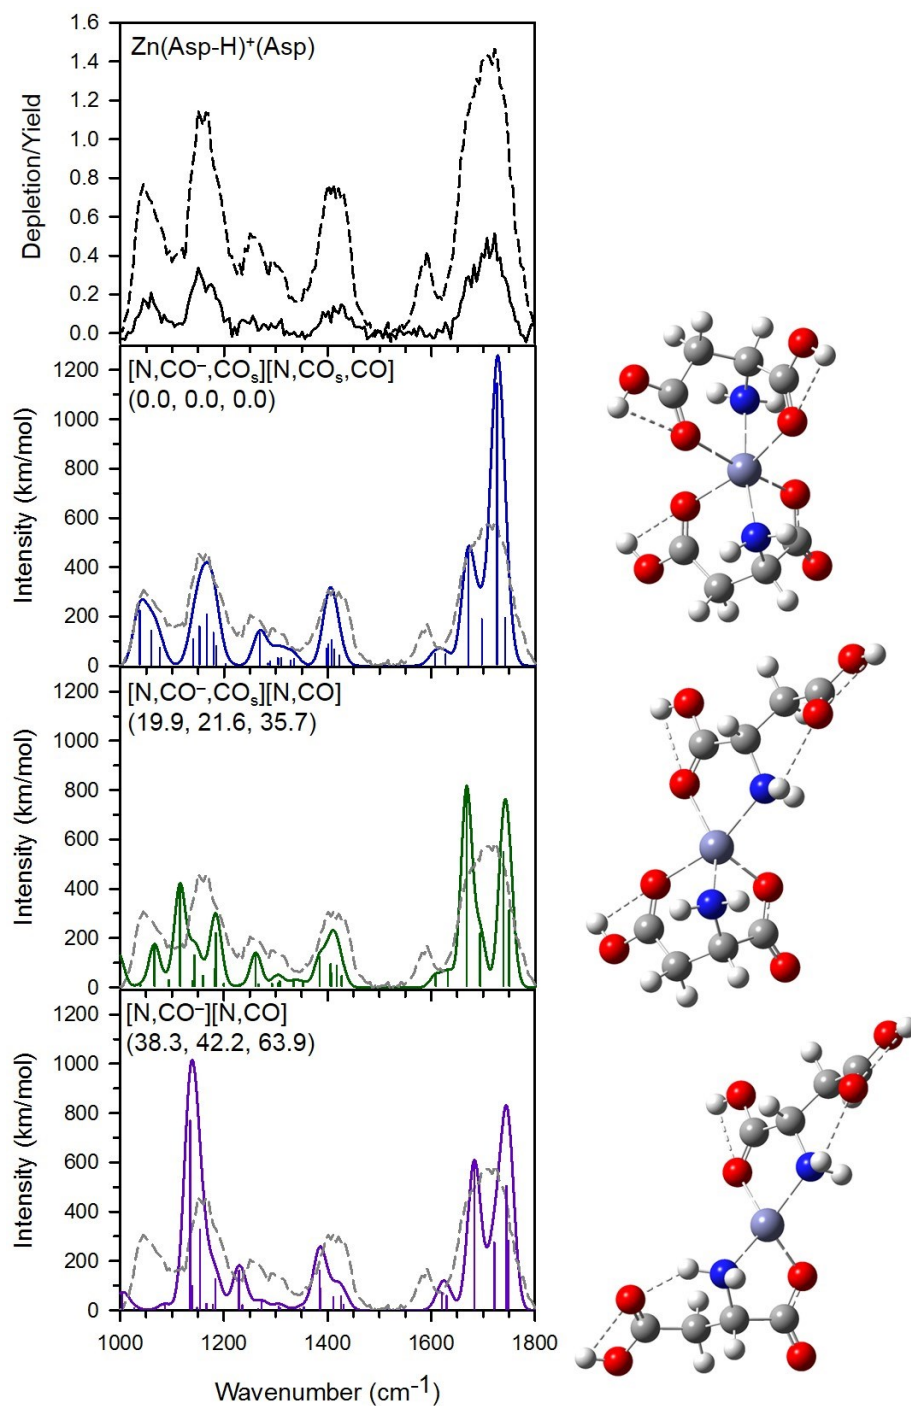 Zn(Asp-H)⁺(Asp)
Depletion/Yield
1.6
1.4
1.2
1.0
0.8
0.6
0.4
0.2
0.0
[N,CO⁻,COₛ][N,COₛ,CO]
(0.0, 0.0, 0.0)
Intensity (km/mol)
1200
1000
800
600
400
200
0
[N,CO⁻,COₛ][N,CO]
(19.9, 21.6, 35.7)
Intensity (km/mol)
1200
1000
800
600
400
200
0
[N,CO⁻][N,CO]
(38.3, 42.2, 63.9)
Intensity (km/mol)
1200
1000
800
600
400
200
0
1000 1200 1400 1600 1800
Wavenumber (cm⁻¹)